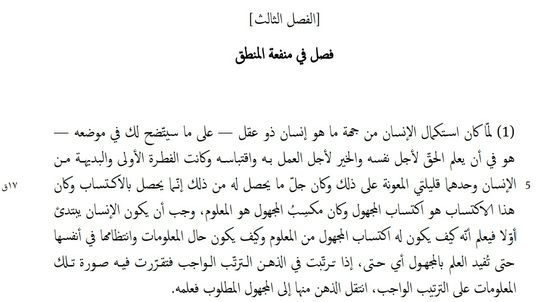 [الفصل الثالث]
فصل في منفعة المنطق
(1) لمّا كان استكمال الإنسان من جهة ما هو إنسان ذو عقل — على ما سيتّضح لك في موضعه —
هو في أن يعلم الحقّ لأجل نفسه والخير لأجل العمل به واقتباسه وكانت الفطرة الأولى والبديهة من
5 الإنسان وحدهما قليلتي المعونة على ذلك وكان جلّ ما يحصل له من ذلك إنّما يحصل بالاكتساب وكان ١٧ق
هذا الاكتساب هو اكتساب المجهول وكان مكسِبُ المجهول هو المعلوم، وجب أن يكون الإنسان يبتدئ
أوّلا فيعلم أنّه كيف يكون له اكتساب المجهول من المعلوم وكيف يكون حال المعلومات وانتظامها في أنفسها
حتى تُفيد العلم بالمجهول أي حتى، إذا ترتّبت في الذهن الترتّب الواجب فتقرّرت فيه صورة تلك
المعلومات على الترتيب الواجب، انتقل الذهن منها إلى المجهول المطلوب فعلمه.